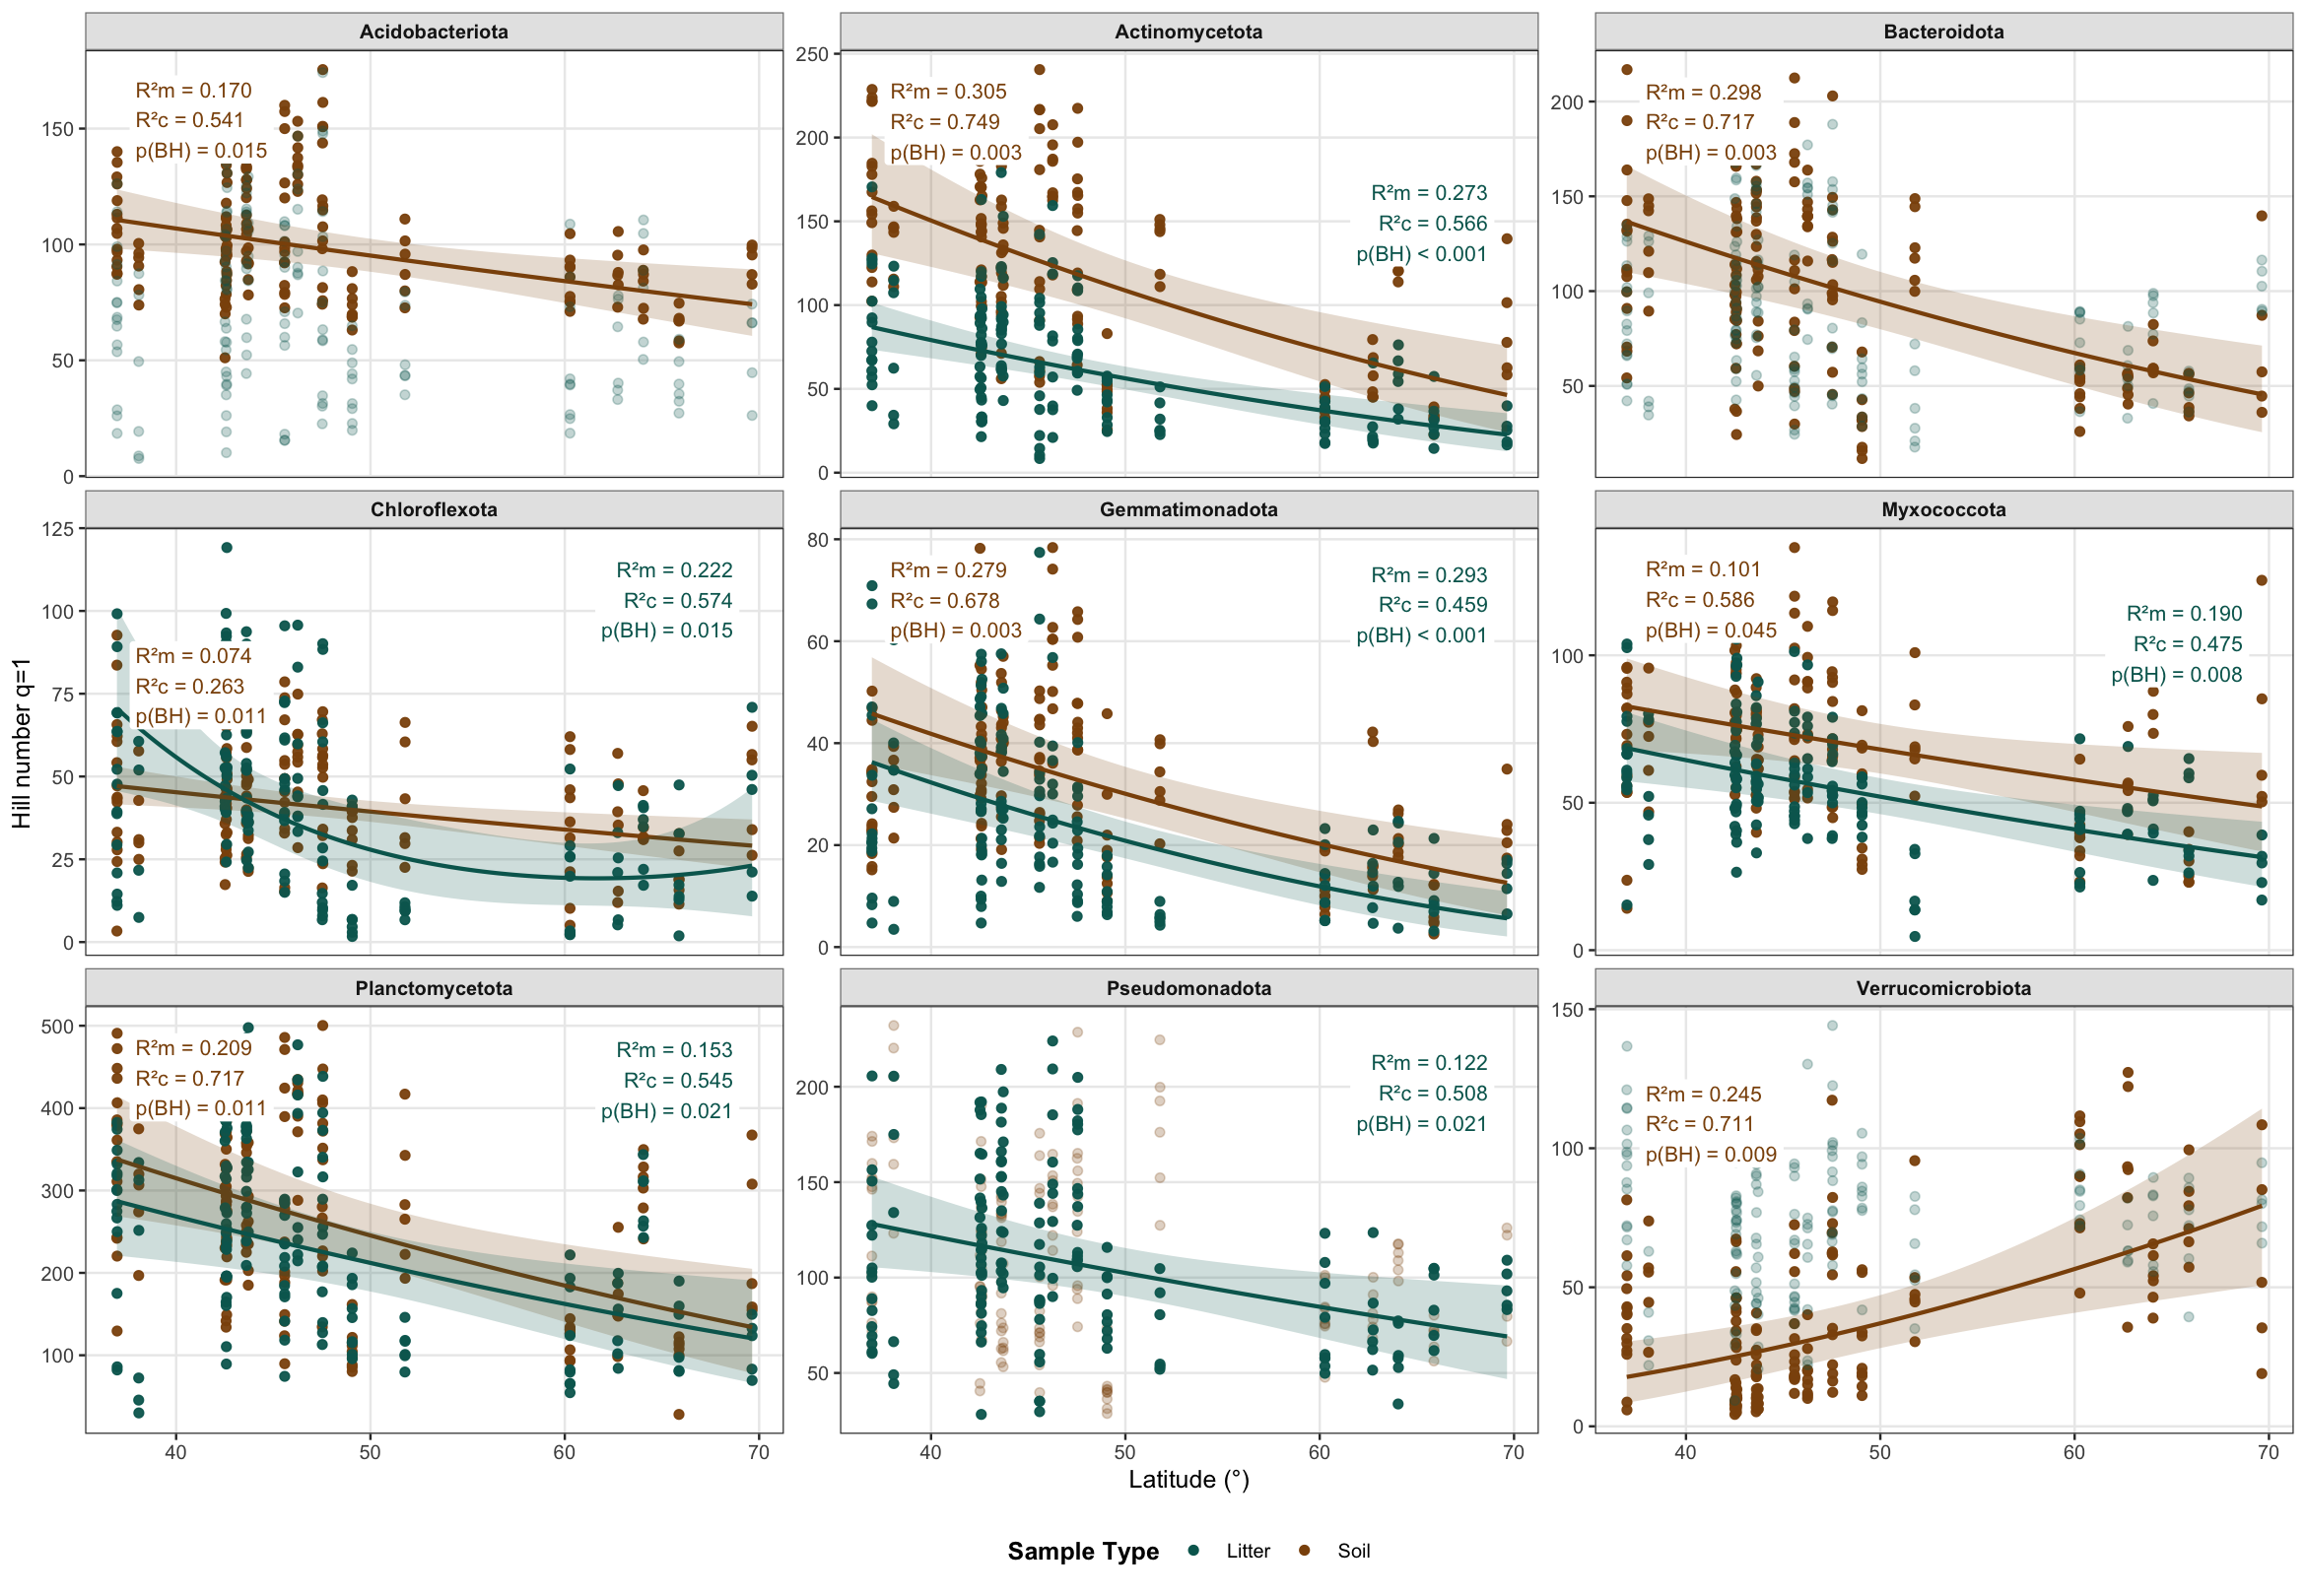 Acidobacteriota
Actinomycetota
Bacteroidota
R²m = 0.170
R²c = 0.541
p(BH) = 0.015
150
100
50
0
R²m = 0.305
R²c = 0.749
p(BH) = 0.003
R²m = 0.273
R²c = 0.566
p(BH) < 0.001
250
200
150
100
50
0
R²m = 0.298
R²c = 0.717
p(BH) = 0.003
200
150
100
50
Chloroflexota
Gemmatimonadota
Myxococcota
R²m = 0.074
R²c = 0.263
p(BH) = 0.011
R²m = 0.222
R²c = 0.574
p(BH) = 0.015
125
100
75
50
25
0
R²m = 0.279
R²c = 0.678
p(BH) = 0.003
R²m = 0.293
R²c = 0.459
p(BH) < 0.001
80
60
40
20
0
R²m = 0.101
R²c = 0.586
p(BH) = 0.045
R²m = 0.190
R²c = 0.475
p(BH) = 0.008
100
50
0
Hill number q=1
Planctomycetota
Pseudomonadota
Verrucomicrobiota
R²m = 0.209
R²c = 0.717
p(BH) = 0.011
R²m = 0.153
R²c = 0.545
p(BH) = 0.021
500
400
300
200
100
R²m = 0.122
R²c = 0.508
p(BH) = 0.021
200
150
100
50
R²m = 0.245
R²c = 0.711
p(BH) = 0.009
150
100
50
0
40 50 60 70
40 50 60 70
40 50 60 70
Latitude (°)
Sample Type Litter Soil